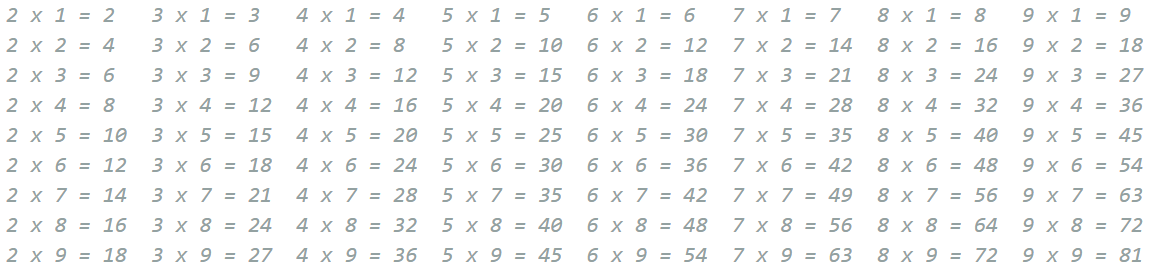 2 x 1 = 2   3 x 1 = 3   4 x 1 = 4   5 x 1 = 5   6 x 1 = 6   7 x 1 = 7   8 x 1 = 8   9 x 1 = 9
2 x 2 = 4   3 x 2 = 6   4 x 2 = 8   5 x 2 = 10  6 x 2 = 12  7 x 2 = 14  8 x 2 = 16  9 x 2 = 18
2 x 3 = 6   3 x 3 = 9   4 x 3 = 12  5 x 3 = 15  6 x 3 = 18  7 x 3 = 21  8 x 3 = 24  9 x 3 = 27
2 x 4 = 8   3 x 4 = 12  4 x 4 = 16  5 x 4 = 20  6 x 4 = 24  7 x 4 = 28  8 x 4 = 32  9 x 4 = 36
2 x 5 = 10  3 x 5 = 15  4 x 5 = 20  5 x 5 = 25  6 x 5 = 30  7 x 5 = 35  8 x 5 = 40  9 x 5 = 45
2 x 6 = 12  3 x 6 = 18  4 x 6 = 24  5 x 6 = 30  6 x 6 = 36  7 x 6 = 42  8 x 6 = 48  9 x 6 = 54
2 x 7 = 14  3 x 7 = 21  4 x 7 = 28  5 x 7 = 35  6 x 7 = 42  7 x 7 = 49  8 x 7 = 56  9 x 7 = 63
2 x 8 = 16  3 x 8 = 24  4 x 8 = 32  5 x 8 = 40  6 x 8 = 48  7 x 8 = 56  8 x 8 = 64  9 x 8 = 72
2 x 9 = 18  3 x 9 = 27  4 x 9 = 36  5 x 9 = 45  6 x 9 = 54  7 x 9 = 63  8 x 9 = 72  9 x 9 = 81